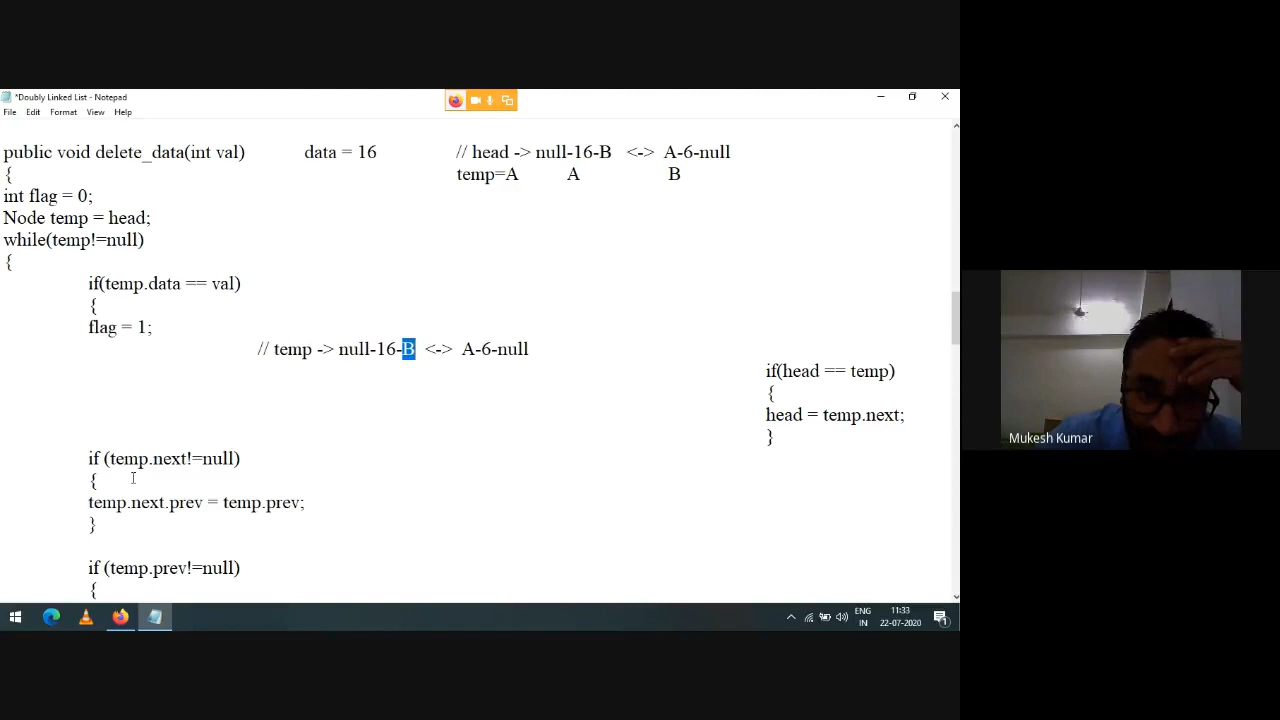 *Doubly Linked List - Notepad
File Edit Format View Help
public void delete_data(int val) data = 16 // head -> null-16-B <-> A-6-null
{ temp=A A B
int flag = 0;
Node temp = head;
while(temp!=null)
{
if(temp.data == val)
{
flag = 1;
// temp -> null-16-B <-> A-6-null
if(head == temp)
{
head = temp.next;
}
if (temp.next!=null)
{
temp.next.prev = temp.prev;
}
if (temp.prev!=null)
{
Mukesh Kumar
ENG 11:33
IN 22-07-2020
1